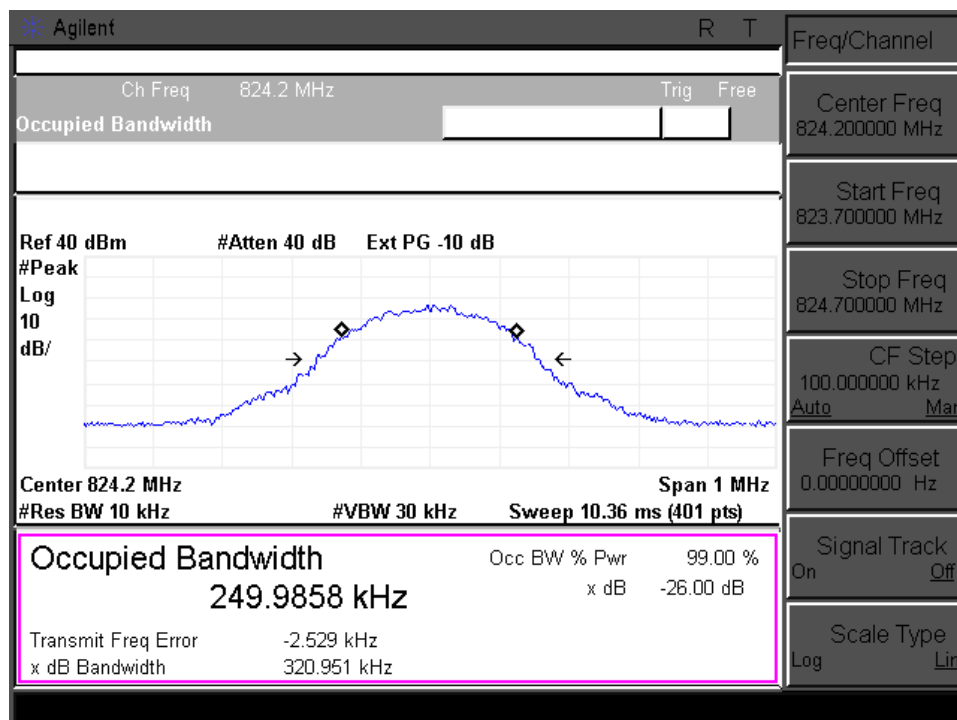 Agilent R T
Ch Freq 824.2 MHz Trig Free
Occupied Bandwidth
Ref 40 dBm #Atten 40 dB Ext PG -10 dB
#Peak
Log
10
dB/
Center 824.2 MHz Span 1 MHz
#Res BW 10 kHz #VBW 30 kHz Sweep 10.36 ms (401 pts)
Occupied Bandwidth
249.9858 kHz
Occ BW % Pwr 99.00 %
x dB -26.00 dB
Transmit Freq Error -2.529 kHz
x dB Bandwidth 320.951 kHz
Freq/Channel
Center Freq
824.200000 MHz
Start Freq
823.700000 MHz
Stop Freq
824.700000 MHz
CF Step
100.000000 kHz
Auto Mar
Freq Offset
0.00000000 Hz
Signal Track
On Off
Scale Type
Log Lin